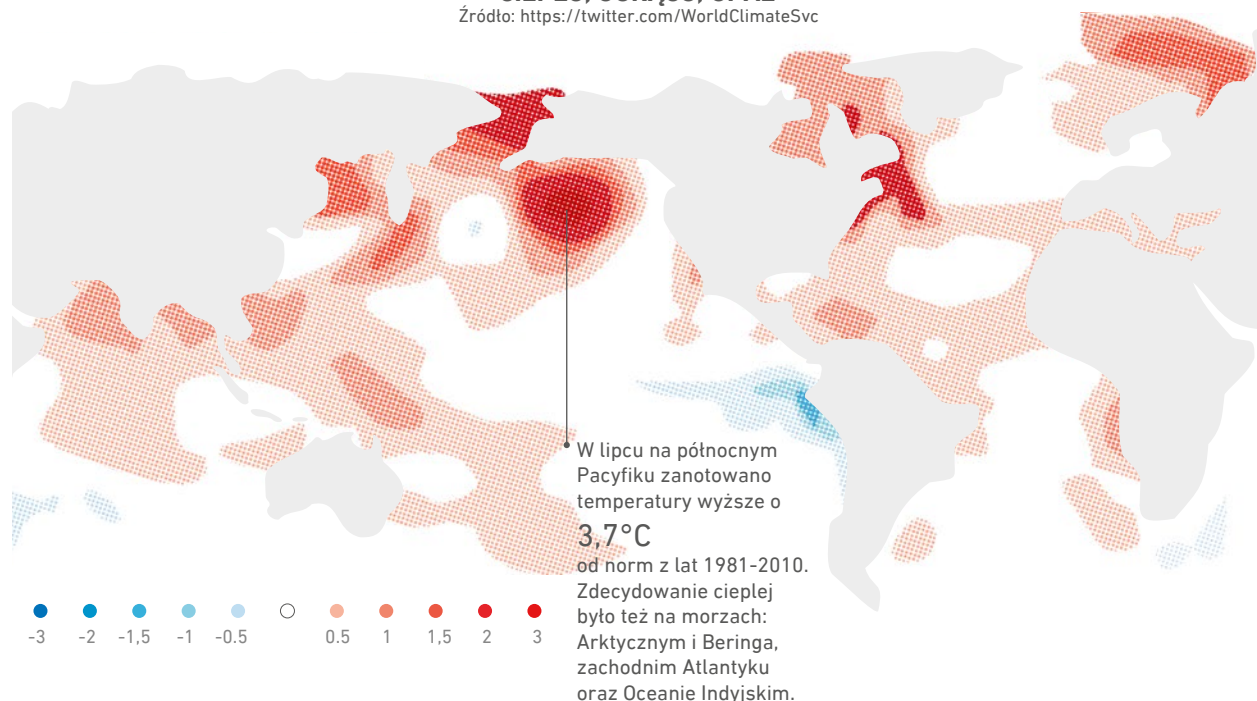 Źródło: https://twitter.com/WorldClimateSvc
W lipcu na północnym
Pacyfiku zanotowano
temperatury wyższe o
3,7°C
od norm z lat 1981-2010.
Zdecydowanie cieplej
było też na morzach:
Arktycznym i Beringa,
zachodnim Atlantyku
oraz Oceanie Indyjskim.
-3 -2 -1,5 -1 -0.5 0.5 1 1,5 2 3